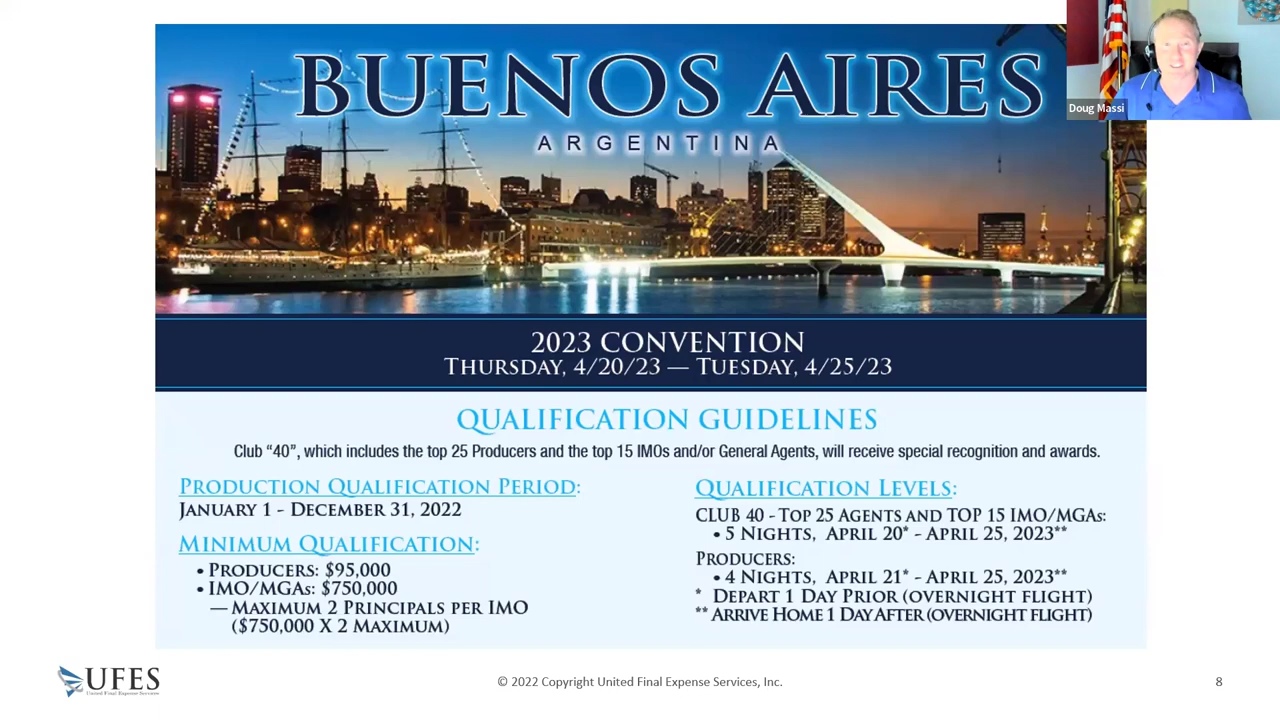 BUENOS AIRES
ARGENTINA
Doug Massi
2023 CONVENTION
THURSDAY, 4/20/23 — TUESDAY, 4/25/23
QUALIFICATION GUIDELINES
Club “40”, which includes the top 25 Producers and the top 15 IMOs and/or General Agents, will receive special recognition and awards.
PRODUCTION QUALIFICATION PERIOD:
JANUARY 1 - DECEMBER 31, 2022
MINIMUM QUALIFICATION:
• PRODUCERS: $95,000
• IMO/MGAS: $750,000
— MAXIMUM 2 PRINCIPALS PER IMO
($750,000 X 2 MAXIMUM)
QUALIFICATION LEVELS:
CLUB 40 - TOP 25 AGENTS AND TOP 15 IMO/MGAS:
• 5 NIGHTS, APRIL 20* - APRIL 25, 2023**
PRODUCERS:
• 4 NIGHTS, APRIL 21* - APRIL 25, 2023**
* DEPART 1 DAY PRIOR (OVERNIGHT FLIGHT)
** ARRIVE HOME 1 DAY AFTER (OVERNIGHT FLIGHT)
UFES
United Final Expense Services
© 2022 Copyright United Final Expense Services, Inc.
8